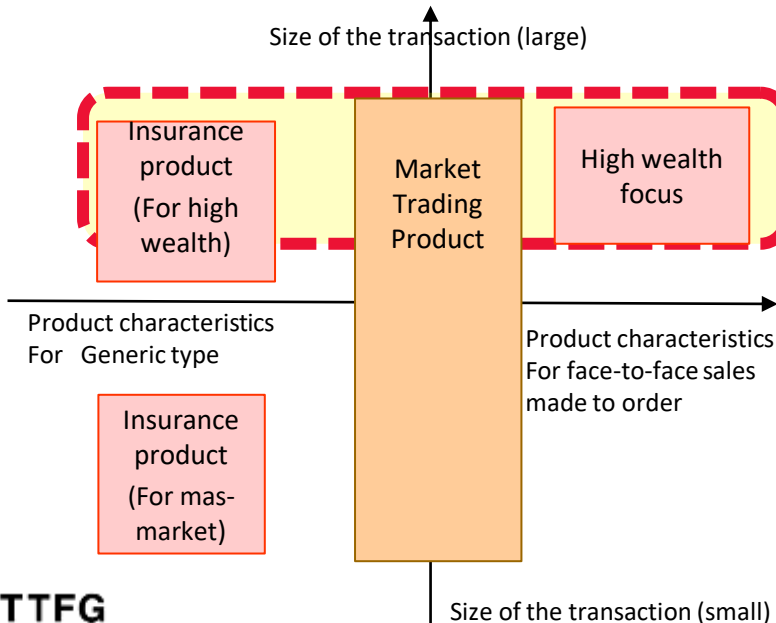 Size of the transaction (large)
Insurance
product
(For high
wealth)
Market
Trading
Product
High wealth
focus
Product characteristics
For Generic type
Product characteristics
For face-to-face sales
made to order
Insurance
product
(For mas-
market)
TTFG
Size of the transaction (small)